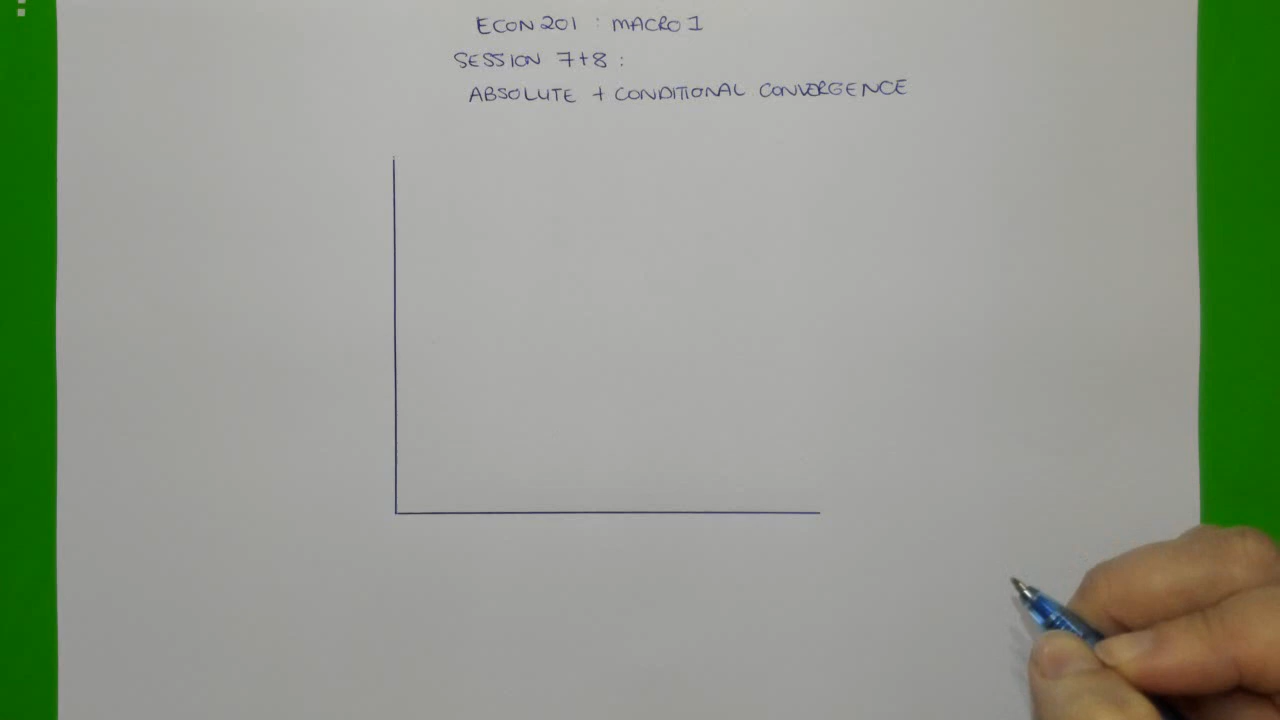 ECON 201 : MACRO 1
SESSION 7+8 :
ABSOLUTE + CONDITIONAL CONVERGENCE